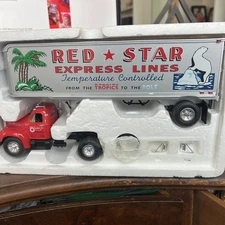 RED ★ STAR
EXPRESS LINES
Temperature Controlled
FROM THE TROPICS TO THE POLE